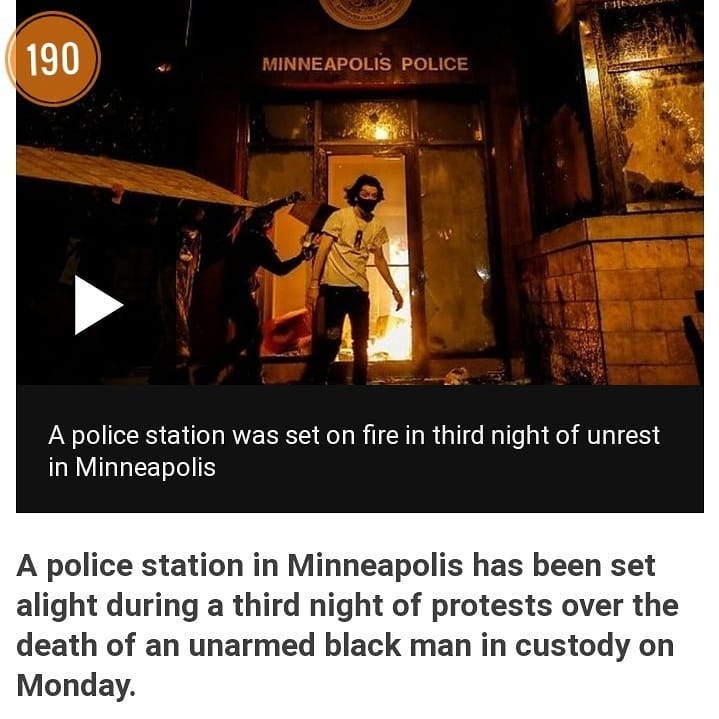 190
MINNEAPOLIS POLICE
A police station was set on fire in third night of unrest
in Minneapolis
A police station in Minneapolis has been set
alight during a third night of protests over the
death of an unarmed black man in custody on
Monday.